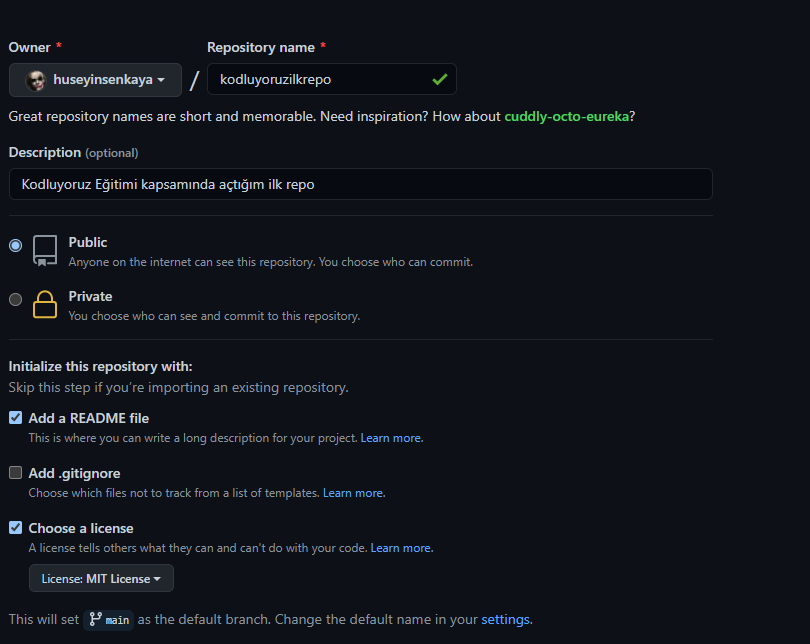 Owner * Repository name *
huseyinsenkaya / kodluyoruzilkrepo
Great repository names are short and memorable. Need inspiration? How about cuddly-octo-eureka?
Description (optional)
Kodluyoruz Eğitimi kapsamında açtığım ilk repo
Public
Anyone on the internet can see this repository. You choose who can commit.
Private
You choose who can see and commit to this repository.
Initialize this repository with:
Skip this step if you're importing an existing repository.
Add a README file
This is where you can write a long description for your project. Learn more.
Add .gitignore
Choose which files not to track from a list of templates. Learn more.
Choose a license
A license tells others what they can and can't do with your code. Learn more.
License: MIT License
This will set main as the default branch. Change the default name in your settings.